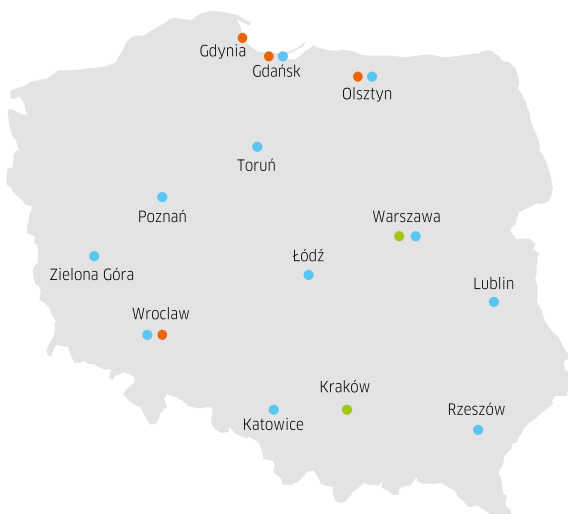 Gdynia
Gdańsk
Olsztyn
Toruń
Poznań
Warszawa
Łódź
Zielona Góra
Lublin
Wroclaw
Kraków
Rzeszów
Katowice